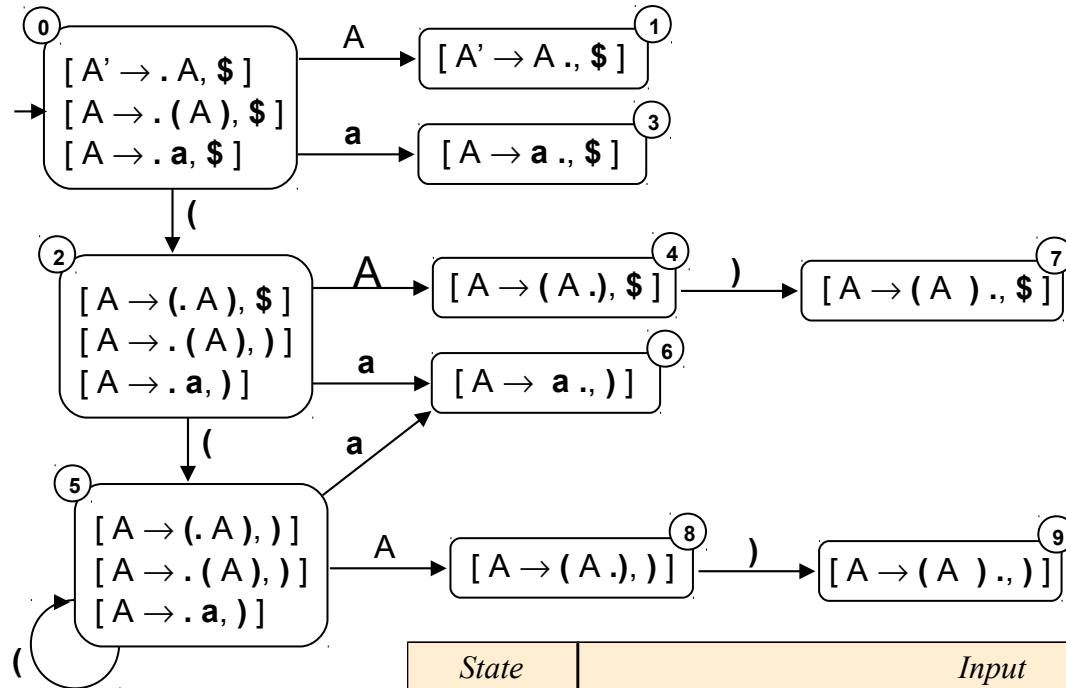 0
[ A’ → . A, $ ]
[ A → . ( A ), $ ]
[ A → . a, $ ]
A
1
[ A’ → A ., $ ]
a
3
[ A → a ., $ ]
(
2
[ A → (. A ), $ ]
[ A → . ( A ), ) ]
[ A → . a, ) ]
A
4
[ A → ( A .), $ ]
)
7
[ A → ( A ) ., $ ]
a
6
[ A → a ., ) ]
(
a
5
[ A → (. A ), ) ]
[ A → . ( A ), ) ]
[ A → . a, ) ]
A
8
[ A → ( A .), ) ]
)
9
[ A → ( A ) ., ) ]
(
State Input